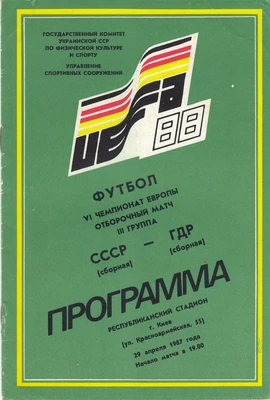 ГОСУДАРСТВЕННЫЙ КОМИТЕТ
УКРАИНСКОЙ ССР
ПО ФИЗИЧЕСКОЙ КУЛЬТУРЕ
И СПОРТУ
УПРАВЛЕНИЕ
СПОРТИВНЫХ СООРУЖЕНИЙ
UEFA
88
ФУТБОЛ
VI ЧЕМПИОНАТ ЕВРОПЫ
ОТБОРОЧНЫЙ МАТЧ
III ГРУППА
СССР — ГДР
(сборная) (сборная)
ПРОГРАММА
РЕСПУБЛИКАНСКИЙ СТАДИОН
г. Киев
(ул. Красноармейская, 55)
29 апреля 1987 года
Начало матча в 19.00